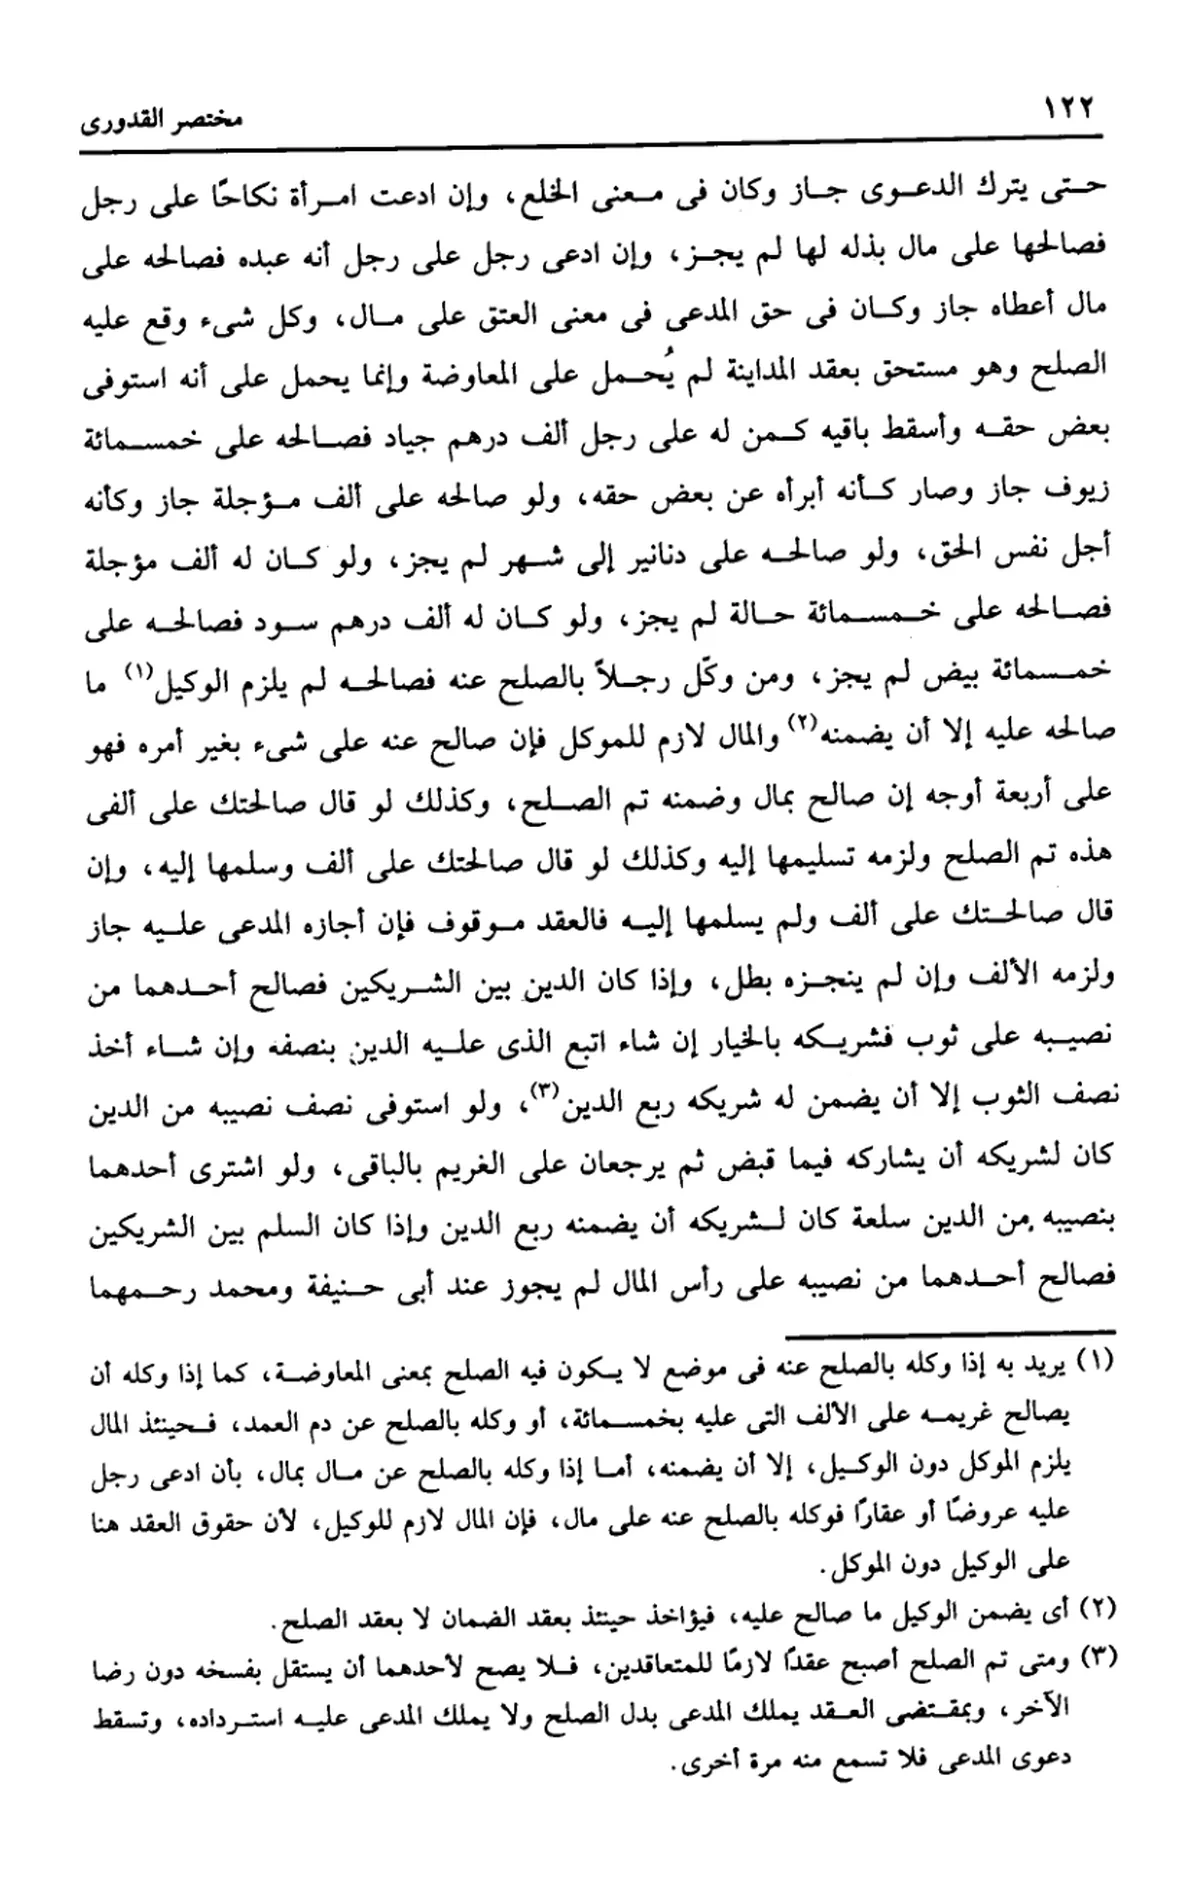 ١٢٢
مختصر القدورى
حتى يترك الدعوى جاز وكان فى معنى الخلع، وإن ادعت امرأة نكاحًا على رجل
فصالحها على مال بذله لها لم يجز، وإن ادعى رجل على رجل أنه عبده فصالحه على
مال أعطاه جاز وكان فى حق المدعى فى معنى العتق على مال، وكل شىء وقع عليه
الصلح وهو مستحق بعقد المداينة لم يُحمل على المعاوضة وإنما يحمل على أنه استوفى
بعض حقه وأسقط باقيه كمن له على رجل ألف درهم جياد فصالحه على خمسمائة
زيوف جاز وصار كأنه أبرأه عن بعض حقه، ولو صالحه على ألف مؤجلة جاز وكأنه
أجل نفس الحق، ولو صالحه على دنانير إلى شهر لم يجز، ولو كان له ألف مؤجلة
فصالحه على خمسمائة حالة لم يجز، ولو كان له ألف درهم سود فصالحه على
خمسمائة بيض لم يجز، ومن وكّل رجلاً بالصلح عنه فصالحه لم يلزم الوكيل(١) ما
صالحه عليه إلا أن يضمنه(٢) والمال لازم للموكل فإن صالح عنه على شىء بغير أمره فهو
على أربعة أوجه إن صالح بمال وضمنه تم الصلح، وكذلك لو قال صالحتك على ألفى
هذه تم الصلح ولزمه تسليمها إليه وكذلك لو قال صالحتك على ألف وسلمها إليه، وإن
قال صالحتك على ألف ولم يسلمها إليه فالعقد موقوف فإن أجازه المدعى عليه جاز
ولزمه الألف وإن لم ينجزه بطل، وإذا كان الدين بين الشريكين فصالح أحدهما من
نصيبه على ثوب فشريكه بالخيار إن شاء اتبع الذى عليه الدين بنصفه وإن شاء أخذ
نصف الثوب إلا أن يضمن له شريكه ربع الدين(٣)، ولو استوفى نصف نصيبه من الدين
كان لشريكه أن يشاركه فيما قبض ثم يرجعان على الغريم بالباقى، ولو اشترى أحدهما
بنصيبه من الدين سلعة كان لشريكه أن يضمنه ربع الدين وإذا كان السلم بين الشريكين
فصالح أحدهما من نصيبه على رأس المال لم يجوز عند أبى حنيفة ومحمد رحمهما
(١) يريد به إذا وكله بالصلح عنه فى موضع لا يكون فيه الصلح بمعنى المعاوضة، كما إذا وكله أن
يصالح غريمه على الألف التى عليه بخمسمائة، أو وكله بالصلح عن دم العمد، فحينئذ المال
يلزم الموكل دون الوكيل، إلا أن يضمنه، أما إذا وكله بالصلح عن مال بمال، بأن ادعى رجل
عليه عروضًا أو عقارًا فوكله بالصلح عنه على مال، فإن المال لازم للوكيل، لأن حقوق العقد هنا
على الوكيل دون الموكل.
(٢) أى يضمن الوكيل ما صالح عليه، فيؤاخذ حينئذ بعقد الضمان لا بعقد الصلح.
(٣) ومتى تم الصلح أصبح عقدًا لازمًا للمتعاقدين، فلا يصح لأحدهما أن يستقل بفسخه دون رضا
الآخر، وبمقتضى العقد يملك المدعى بدل الصلح ولا يملك المدعى عليه استرداده، وتسقط
دعوى المدعى فلا تسمع منه مرة أخرى.